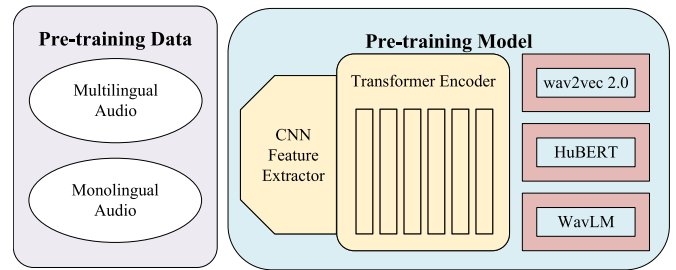 Pre-training Data
Multilingual
Audio
Monolingual
Audio
Pre-training Model
CNN
Feature
Extractor
Transformer Encoder
wav2vec 2.0
HuBERT
WavLM